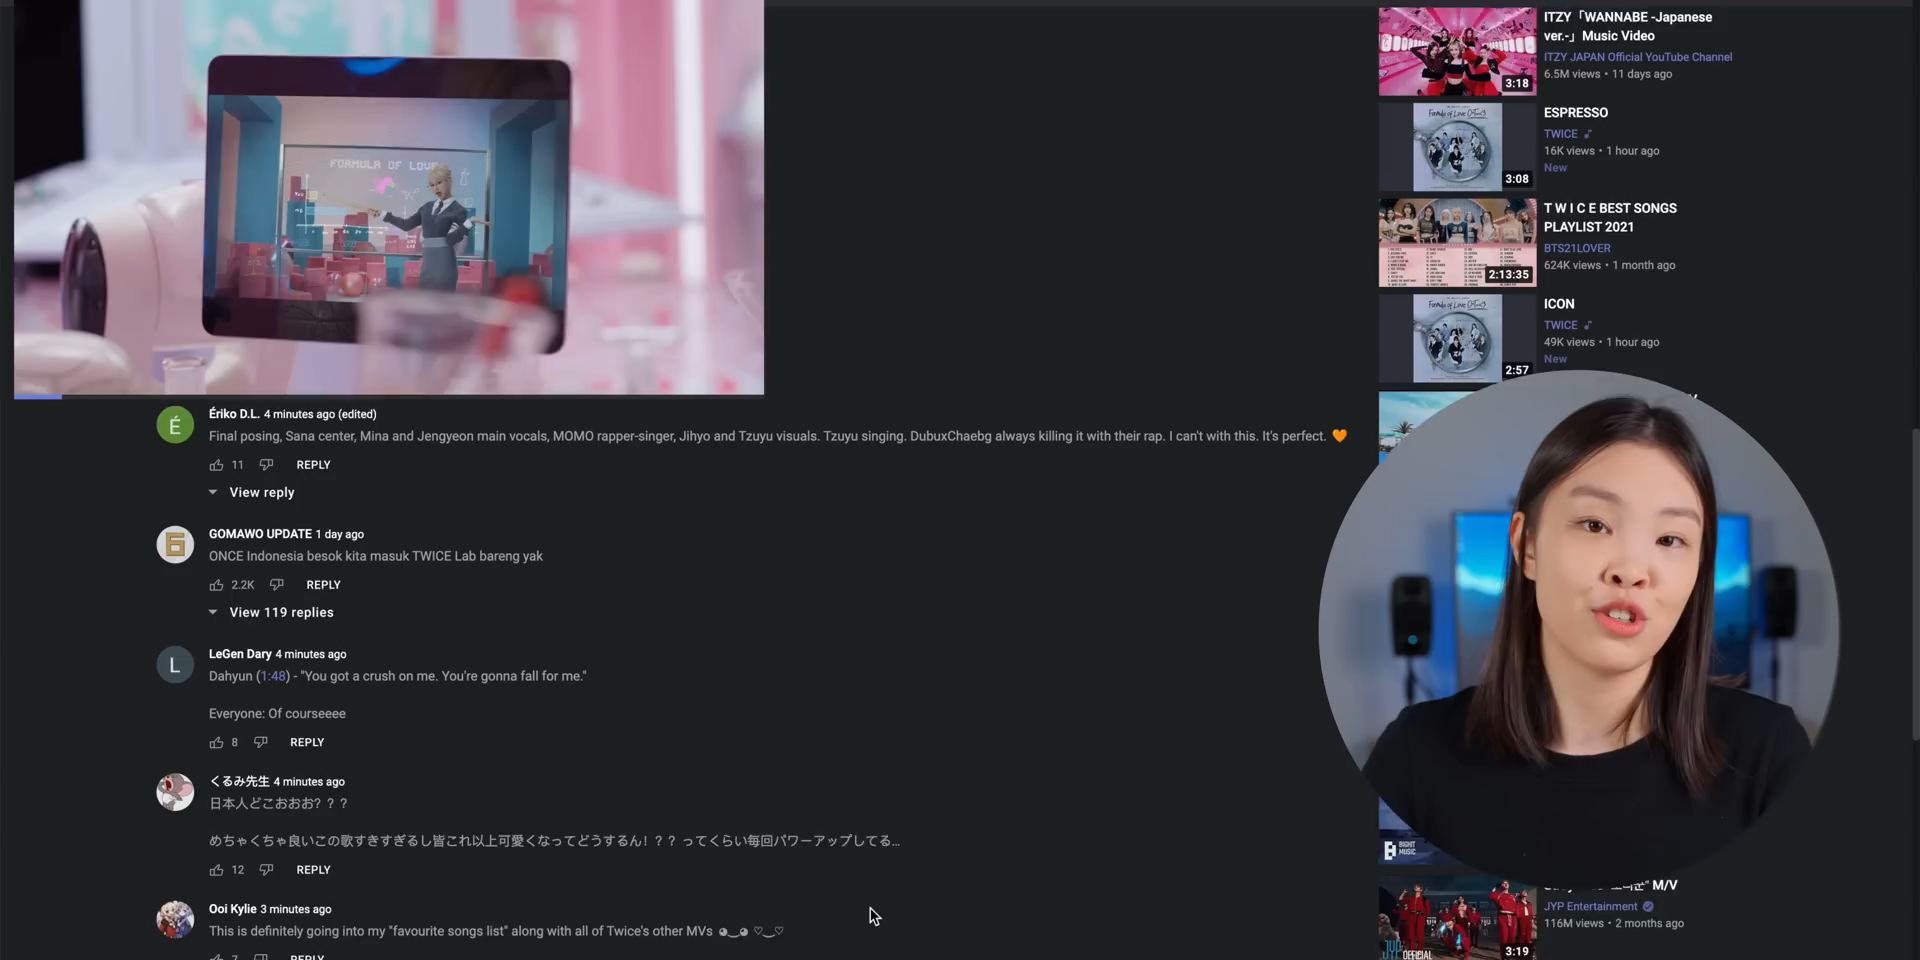 FORMULA OF LOVE
Ériko D.L. 4 minutes ago (edited)
Final posing, Sana center, Mina and Jengyeon main vocals, MOMO rapper-singer, Jihyo and Tzuyu visuals. Tzuyu singing. DubuxChaebg always killing it with their rap. I can't with this. It's perfect. 🧡
11 REPLY
View reply
GOMAWO UPDATE 1 day ago
ONCE Indonesia besok kita masuk TWICE Lab bareng yak
2.2K REPLY
View 119 replies
LeGen Dary 4 minutes ago
Dahyun (1:48) - "You got a crush on me. You're gonna fall for me."
Everyone: Of courseeee
8 REPLY
くるみ先生 4 minutes ago
日本人どこおおお？？？
めちゃくちゃ良いこの歌すきすぎるし皆これ以上可愛くなってどうするん！？？ ってくらい毎回パワーアップしてる...
12 REPLY
Ooi Kylie 3 minutes ago
This is definitely going into my "favourite songs list" along with all of Twice's other MVs ◕‿◕ ♡‿♡
7 REPLY
É
L
ITZY「WANNABE -Japanese
ver.-」Music Video
ITZY JAPAN Official YouTube Channel
6.5M views • 11 days ago
3:18
ESPRESSO
TWICE ♪
16K views • 1 hour ago
New
Formula of Love
3:08
T W I C E BEST SONGS
PLAYLIST 2021
BTS21LOVER
624K views • 1 month ago
2:13:35
ICON
TWICE ♪
49K views • 1 hour ago
New
Formula of Love
2:57
BIGHIT
MUSIC
M/V
JYP Entertainment
116M views • 2 months ago
JYP OFFICIAL
3:19